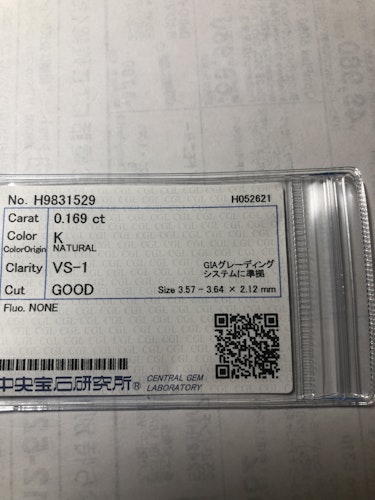 No. H9831529
H052621
Carat 0.169 ct
Color K
ColorOrigin NATURAL
Clarity VS-1
GIAグレーディング
システムに準拠
Cut GOOD
Size 3.57 - 3.64 × 2.12 mm
Fluo. NONE
中央宝石研究所®
CENTRAL GEM
LABORATORY